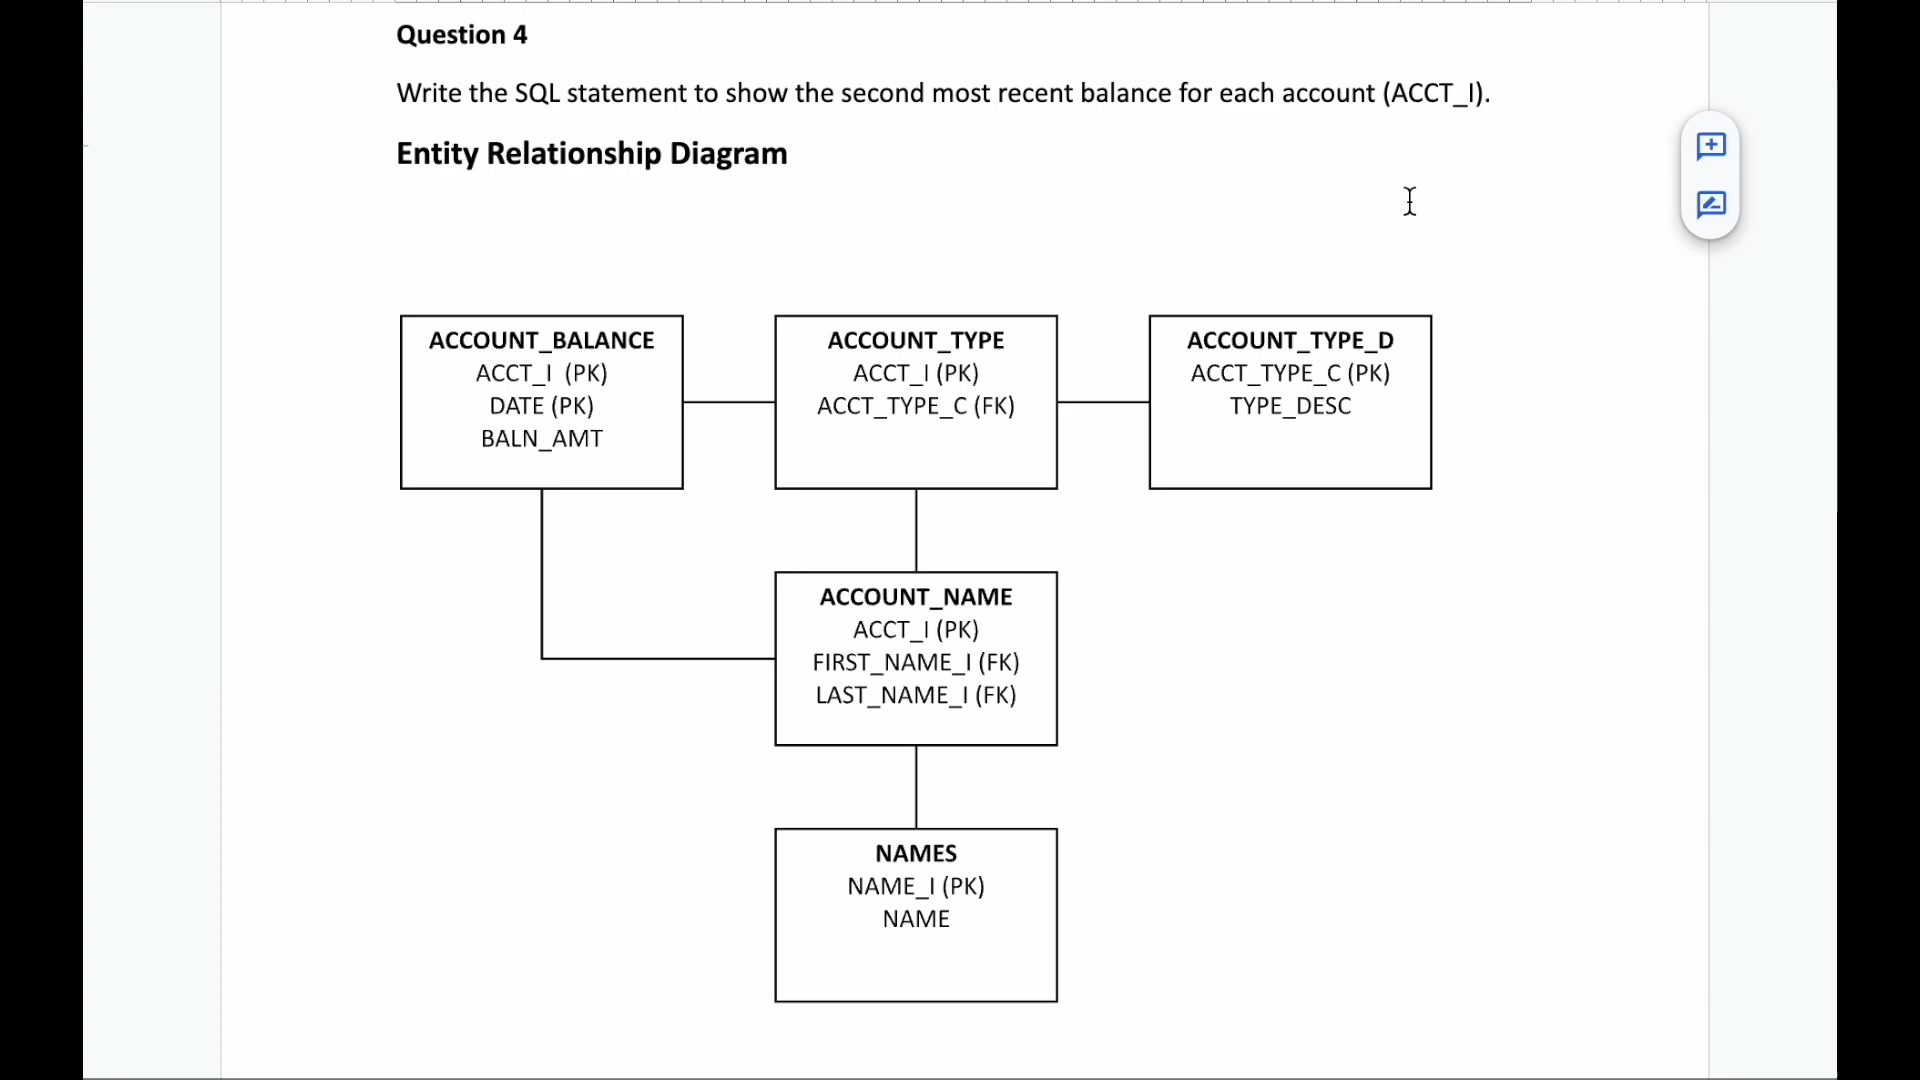 Question 4
Write the SQL statement to show the second most recent balance for each account (ACCT_I).
Entity Relationship Diagram
ACCOUNT_BALANCE
ACCT_I (PK)
DATE (PK)
BALN_AMT
ACCOUNT_TYPE
ACCT_I (PK)
ACCT_TYPE_C (FK)
ACCOUNT_TYPE_D
ACCT_TYPE_C (PK)
TYPE_DESC
ACCOUNT_NAME
ACCT_I (PK)
FIRST_NAME_I (FK)
LAST_NAME_I (FK)
NAMES
NAME_I (PK)
NAME